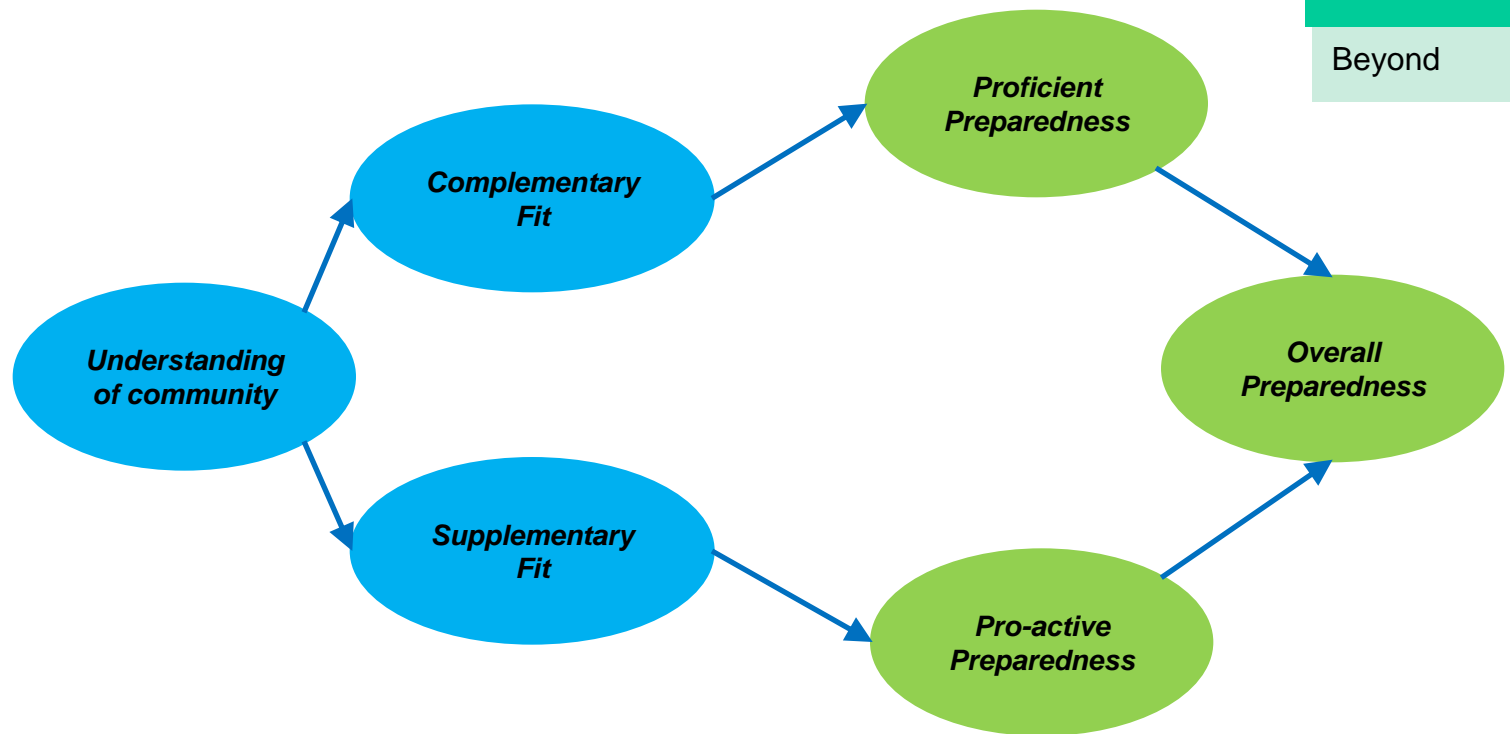 Beyond
Proficient
Preparedness
Complementary
Fit
Understanding
of community
Overall
Preparedness
Supplementary
Fit
Pro-active
Preparedness